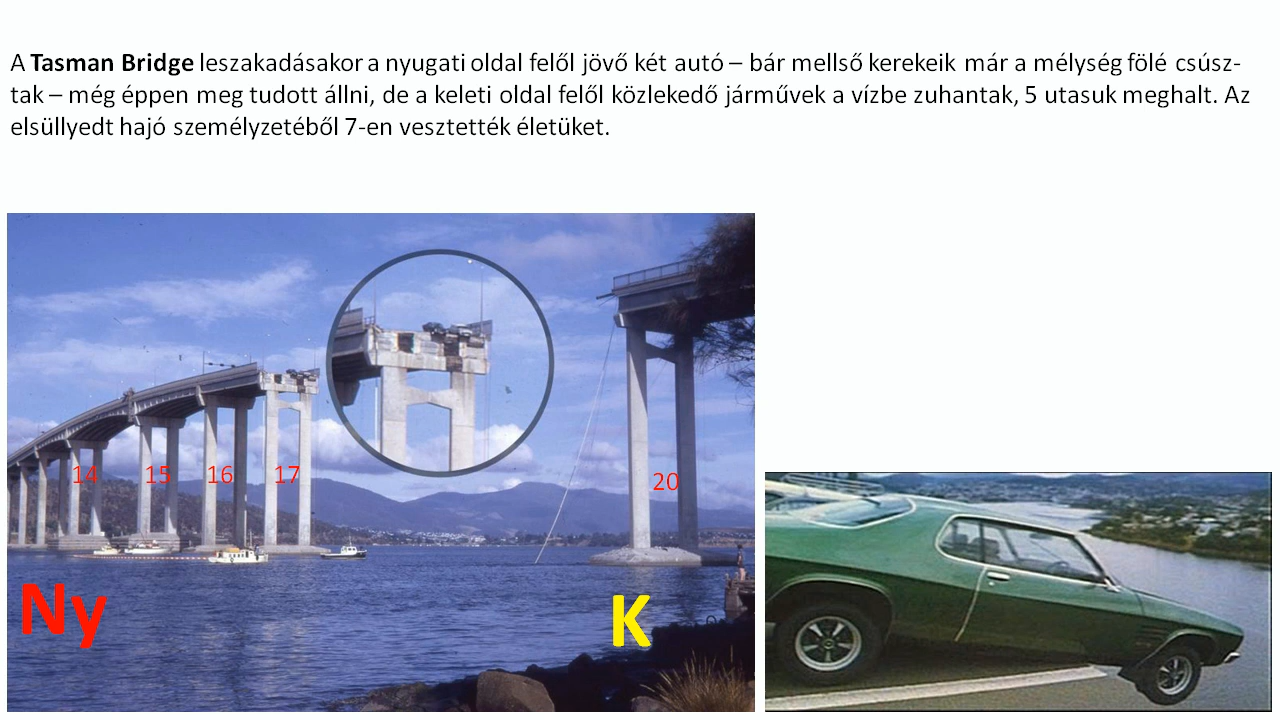 A Tasman Bridge leszakadásakor a nyugati oldal felől jövő két autó – bár mellső kerekeik már a mélység fölé csúsz-
tak – még éppen meg tudott állni, de a keleti oldal felől közlekedő járművek a vízbe zuhantak, 5 utasuk meghalt. Az
elsüllyedt hajó személyzetéből 7-en vesztették életüket.
14 15 16 17 20
Ny K